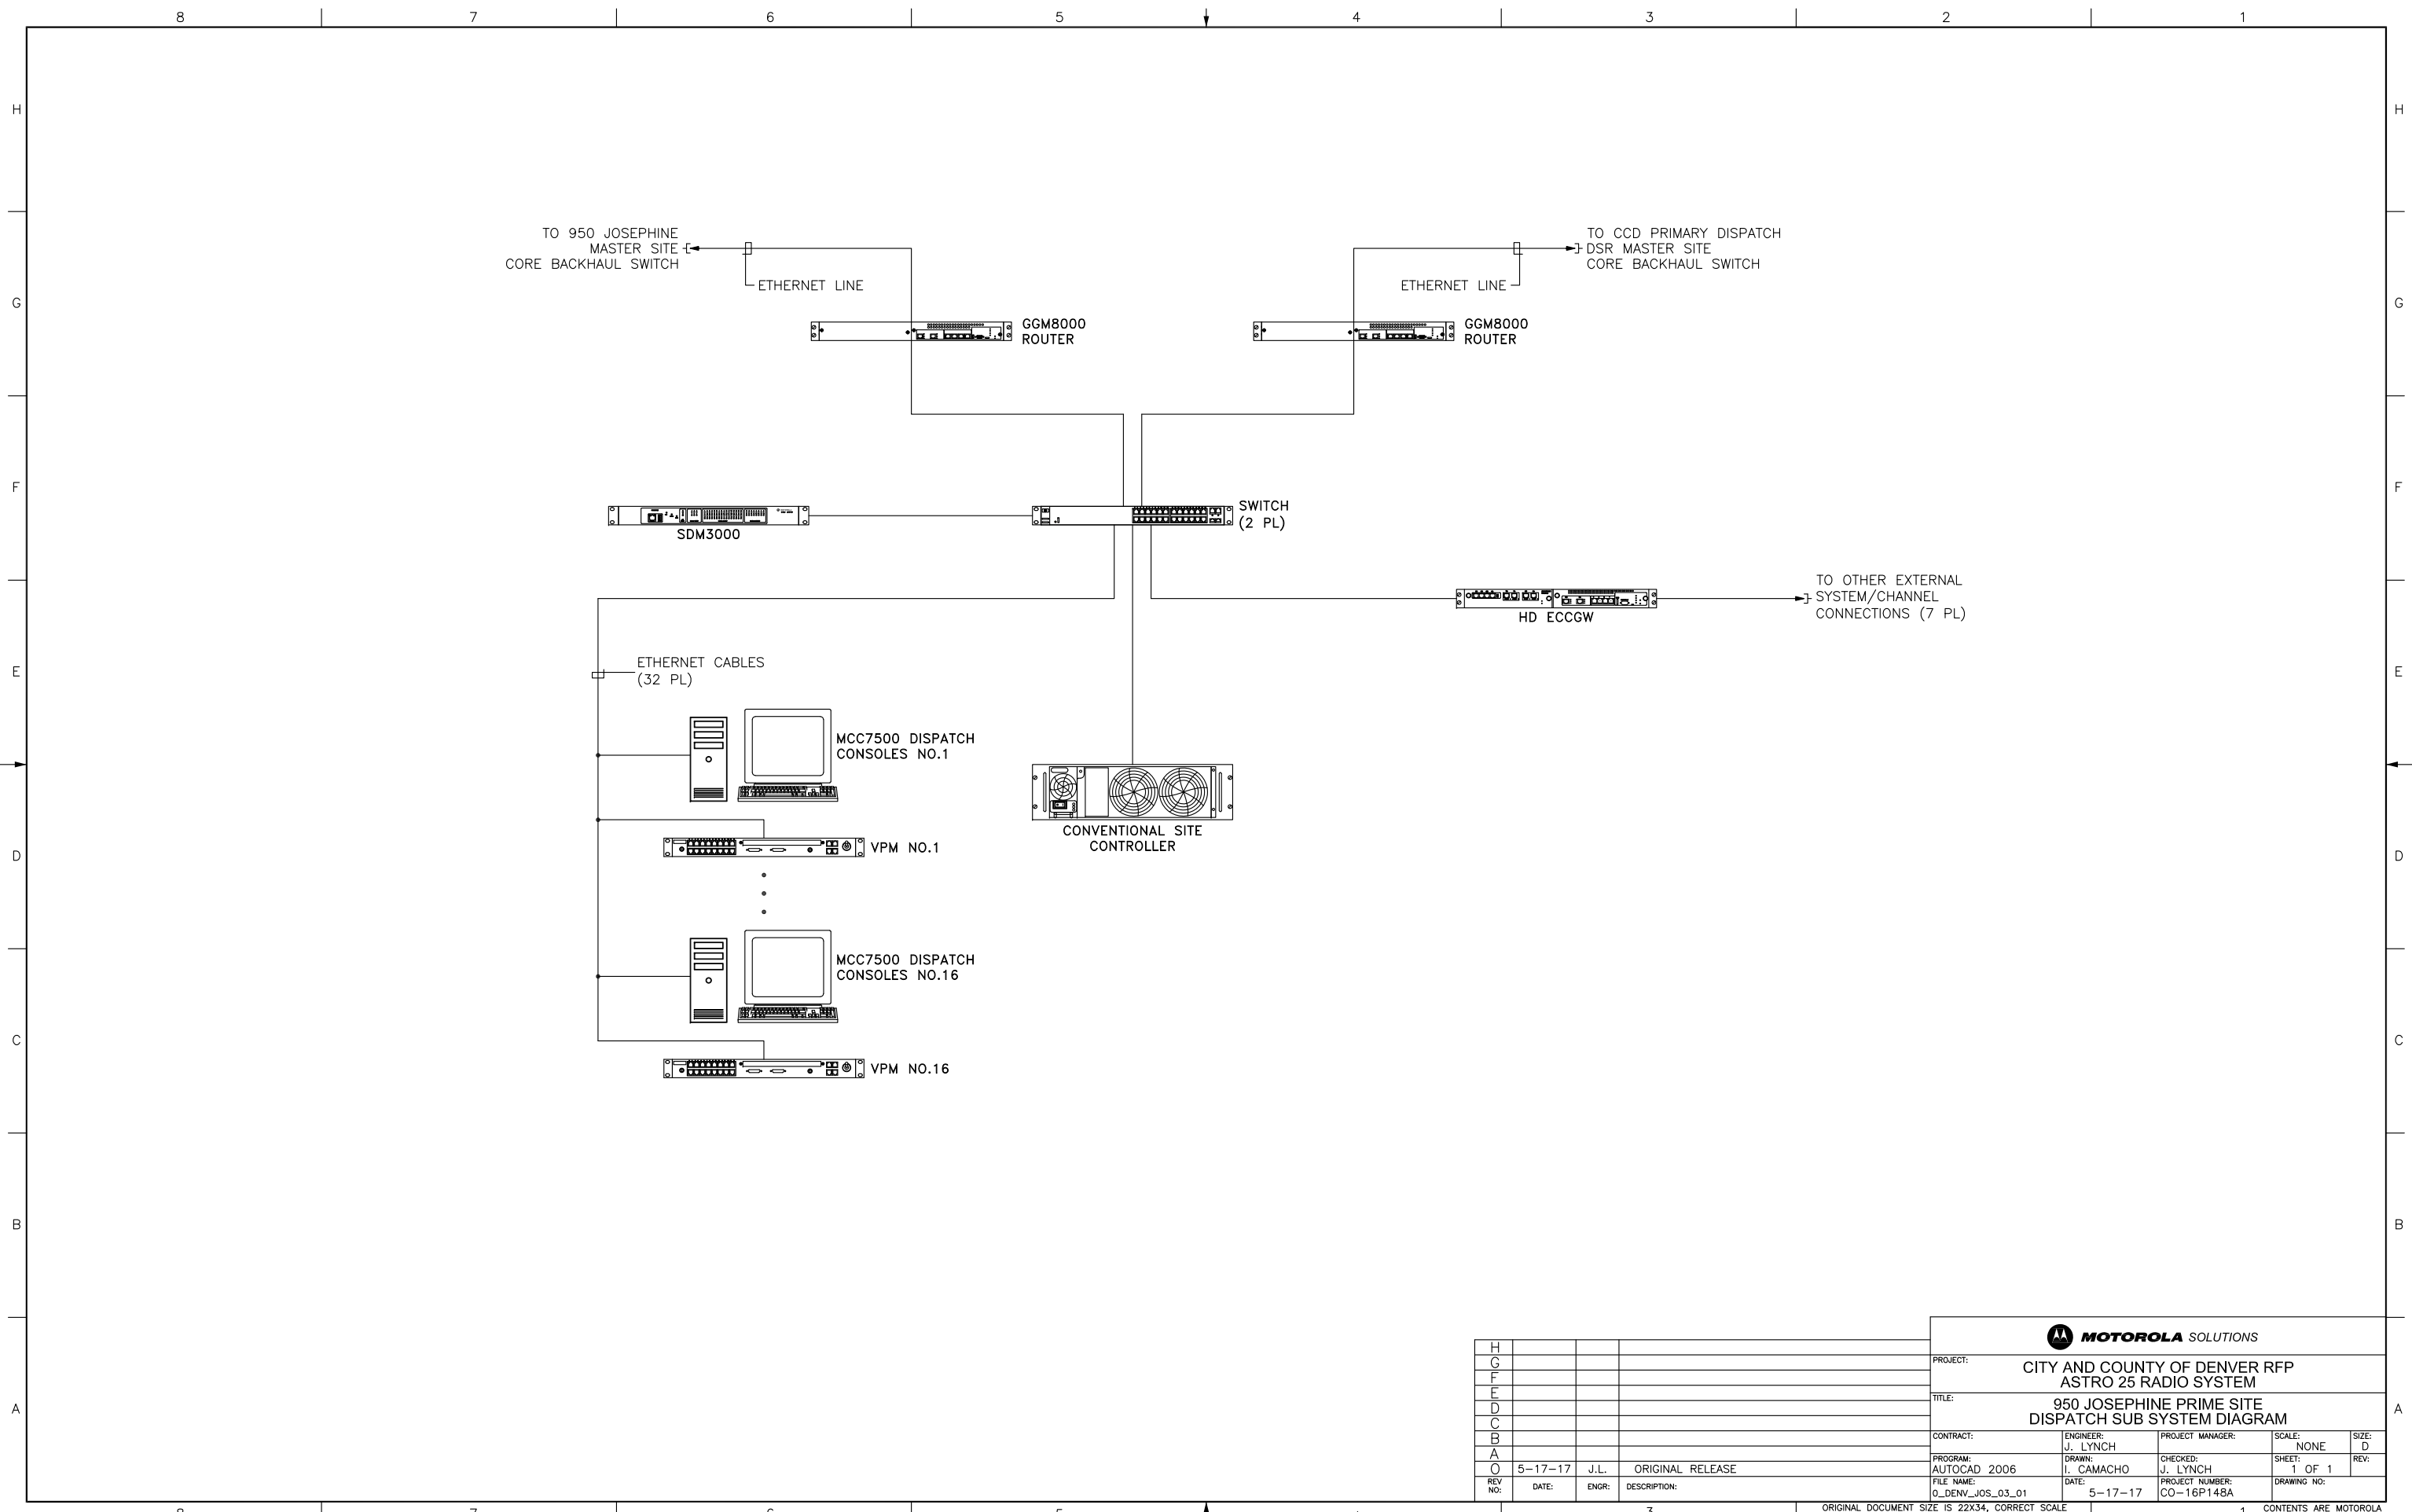 8 7 6 5 4 3 2 1
H H
TO 950 JOSEPHINE
MASTER SITE
CORE BACKHAUL SWITCH
ETHERNET LINE
TO CCD PRIMARY DISPATCH
DSR MASTER SITE
CORE BACKHAUL SWITCH
ETHERNET LINE
G G
GGM8000
ROUTER
GGM8000
ROUTER
F F
SDM3000
SWITCH
(2 PL)
TO OTHER EXTERNAL
SYSTEM/CHANNEL
CONNECTIONS (7 PL)
HD ECCGW
E E
ETHERNET CABLES
(32 PL)
MCC7500 DISPATCH
CONSOLES NO.1
CONVENTIONAL SITE
CONTROLLER
VPM NO.1
D D
MCC7500 DISPATCH
CONSOLES NO.16
C C
VPM NO.16
B B
A A
H
G
F
E
D
C
B
A
0 5-17-17 J.L. ORIGINAL RELEASE
REV NO: DATE: ENGR: DESCRIPTION:
MOTOROLA SOLUTIONS
PROJECT:
CITY AND COUNTY OF DENVER RFP
ASTRO 25 RADIO SYSTEM
TITLE:
950 JOSEPHINE PRIME SITE
DISPATCH SUB SYSTEM DIAGRAM
CONTRACT: ENGINEER: PROJECT MANAGER: SCALE: SIZE:
J. LYNCH NONE D
PROGRAM: DRAWN: CHECKED: SHEET: REV:
AUTOCAD 2006 I. CAMACHO J. LYNCH 1 OF 1
FILE NAME: DATE: PROJECT NUMBER: DRAWING NO:
0_DENV_JOS_03_01 5-17-17 CO-16P148A
ORIGINAL DOCUMENT SIZE IS 22X34, CORRECT SCALE
CONTENTS ARE MOTOROLA